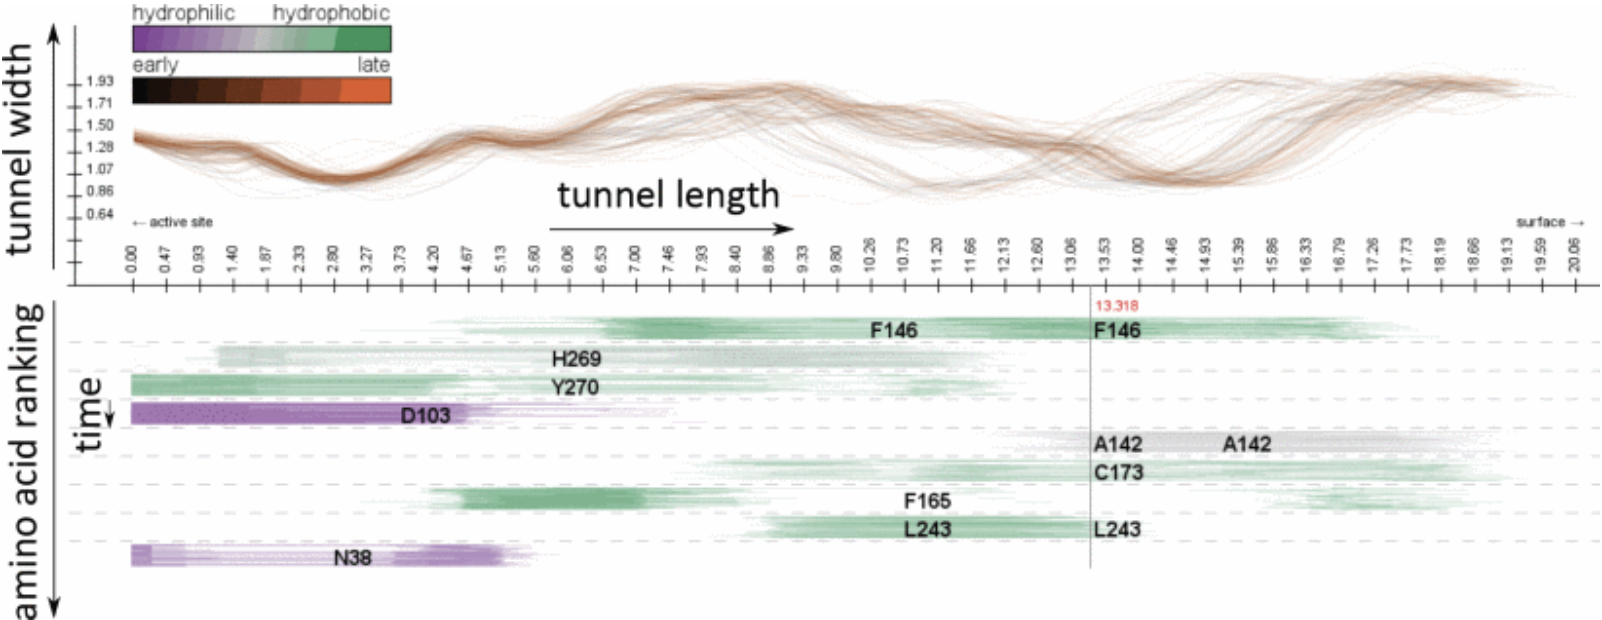 hydrophilic hydrophobic
early late
tunnel width
1.93
1.71
1.50
1.28
1.07
0.86
0.64
tunnel length
← active site
surface →
0.00 0.47 0.93 1.40 1.87 2.33 2.80 3.27 3.73 4.20 4.67 5.13 5.60 6.06 6.53 7.00 7.46 7.93 8.40 8.86 9.33 9.80 10.26 10.73 11.20 11.66 12.13 12.60 13.06 13.53 14.00 14.46 14.93 15.39 15.86 16.33 16.79 17.26 17.73 18.19 18.66 19.13 19.59 20.06
13.318
amino acid ranking
time
F146 F146
H269
Y270
D103
A142 A142
C173
F165
L243 L243
N38